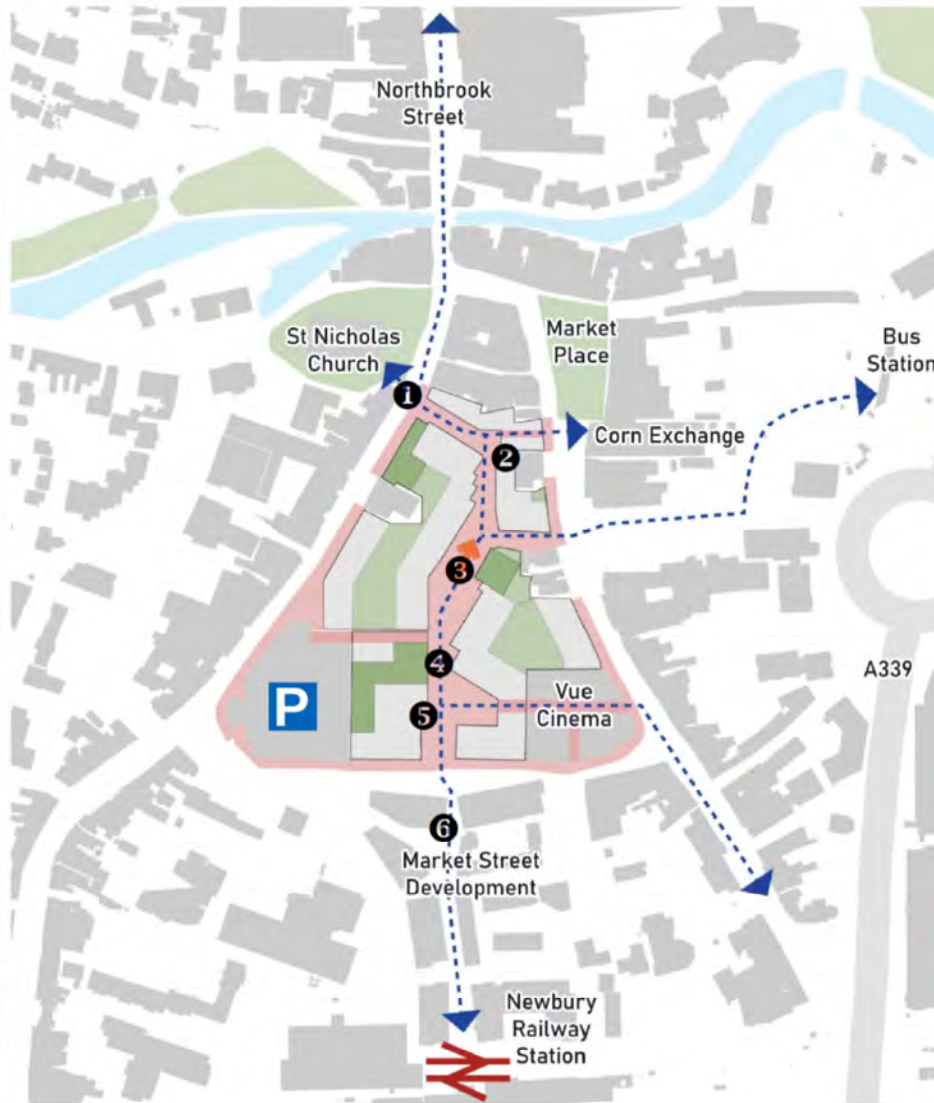 Northbrook
Street
St Nicholas
Church
Market
Place
Bus
Station
1
Corn Exchange
2
3
4
A339
P
5
Vue
Cinema
6
Market Street
Development
Newbury
Railway
Station